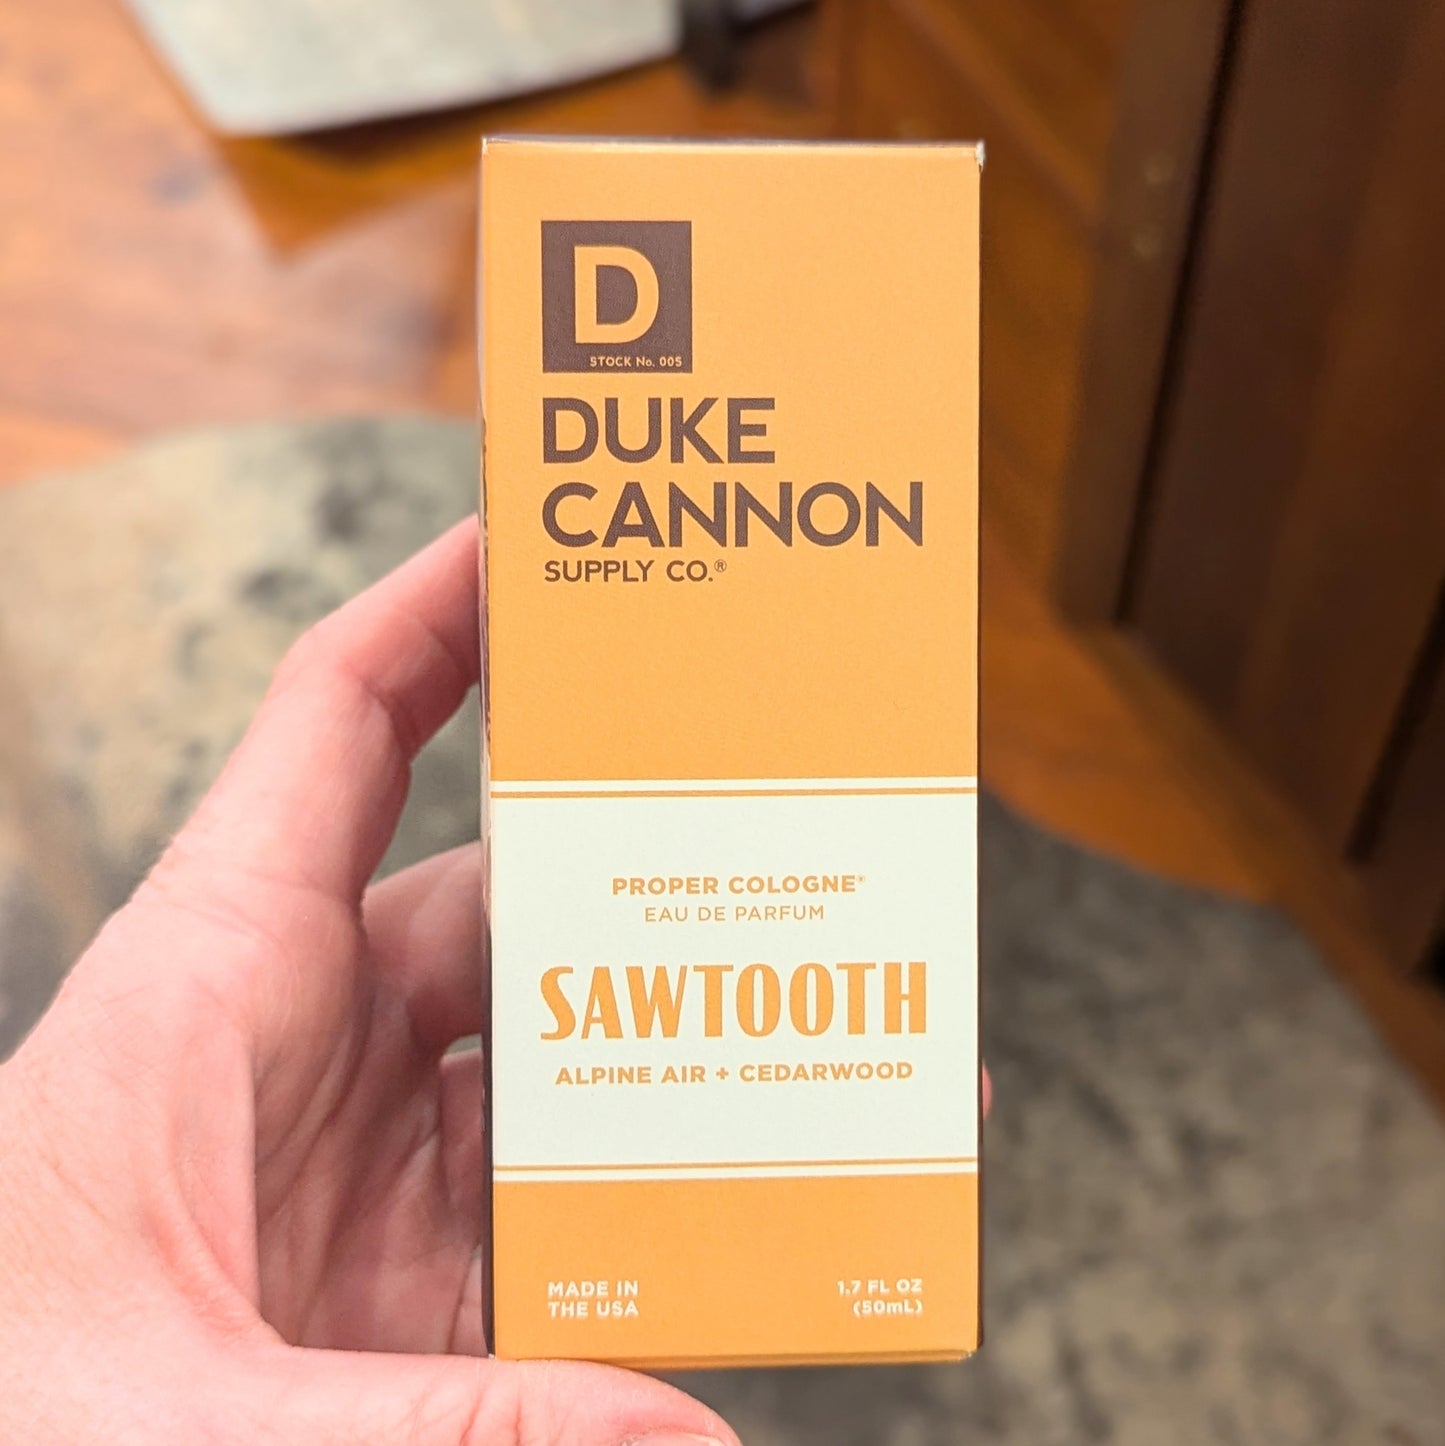 D
STOCK No. 005
DUKE
CANNON
SUPPLY CO.®
PROPER COLOGNE®
EAU DE PARFUM
SAWTOOTH
ALPINE AIR + CEDARWOOD
MADE IN
THE USA
1.7 FL OZ
(50mL)